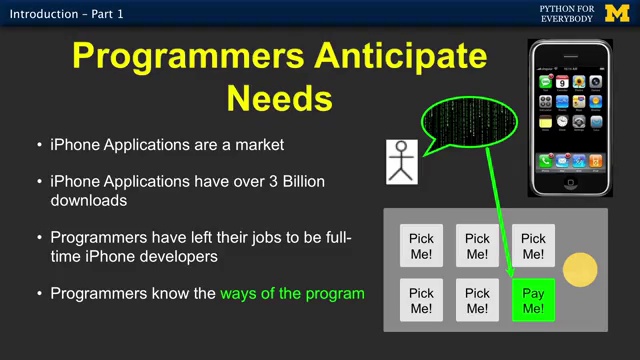 Introduction – Part 1
PYTHON FOR
EVERYBODY
M
Programmers Anticipate
Needs
• iPhone Applications are a market
• iPhone Applications have over 3 Billion
downloads
• Programmers have left their jobs to be full-
time iPhone developers
• Programmers know the ways of the program
Pick
Me!
Pick
Me!
Pick
Me!
Pick
Me!
Pick
Me!
Pay
Me!